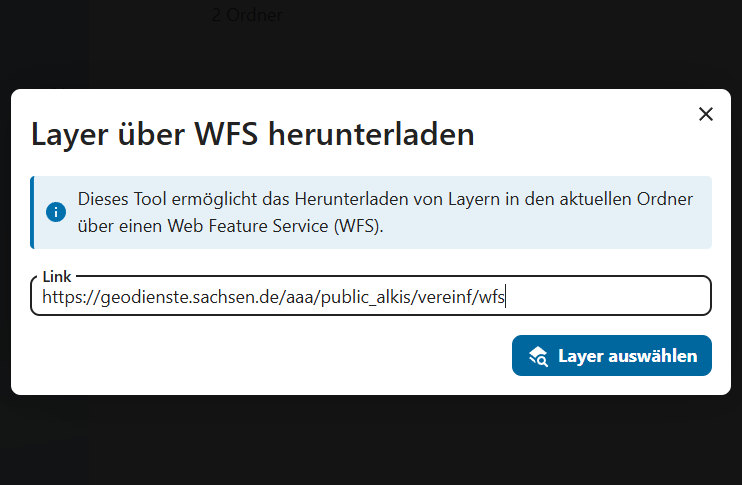 2 Ordner
Layer über WFS herunterladen
Dieses Tool ermöglicht das Herunterladen von Layern in den aktuellen Ordner
über einen Web Feature Service (WFS).
Link
https://geodienste.sachsen.de/aaa/public_alkis/vereinf/wfs
Layer auswählen